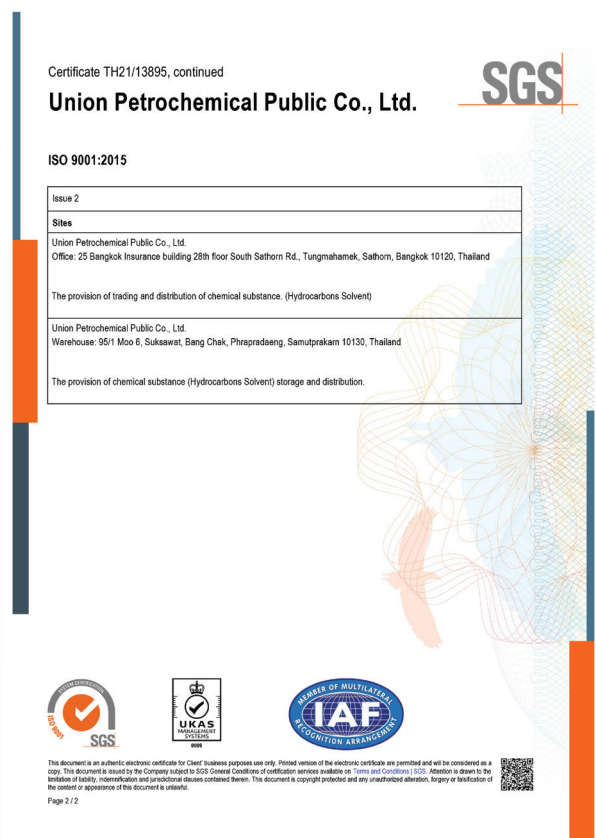 Certificate TH21/13895, continued
SGS
Union Petrochemical Public Co., Ltd.
ISO 9001:2015
Issue 2
Sites
Union Petrochemical Public Co., Ltd.
Office: 25 Bangkok Insurance building 28th floor South Sathorn Rd., Tungmahamek, Sathorn, Bangkok 10120, Thailand
The provision of trading and distribution of chemical substance. (Hydrocarbons Solvent)
Union Petrochemical Public Co., Ltd.
Warehouse: 95/1 Moo 6, Suksawat, Bang Chak, Phrapradaeng, Samutprakarn 10130, Thailand
The provision of chemical substance (Hydrocarbons Solvent) storage and distribution.
SYSTEM CERTIFICATION
ISO 9001
SGS
UKAS
MANAGEMENT
SYSTEMS
0005
MEMBER OF MULTILATERAL
IAF
RECOGNITION ARRANGEMENT
This document is an authentic electronic certificate for Client' business purposes use only. Printed version of the electronic certificate are permitted and will be considered as a
copy. This document is issued by the Company subject to SGS General Conditions of certification services available on Terms and Conditions | SGS. Attention is drawn to the
limitation of liability, indemnification and jurisdictional clauses contained therein. This document is copyright protected and any unauthorized alteration, forgery or falsification of
the content or appearance of this document is unlawful.
Page 2 / 2